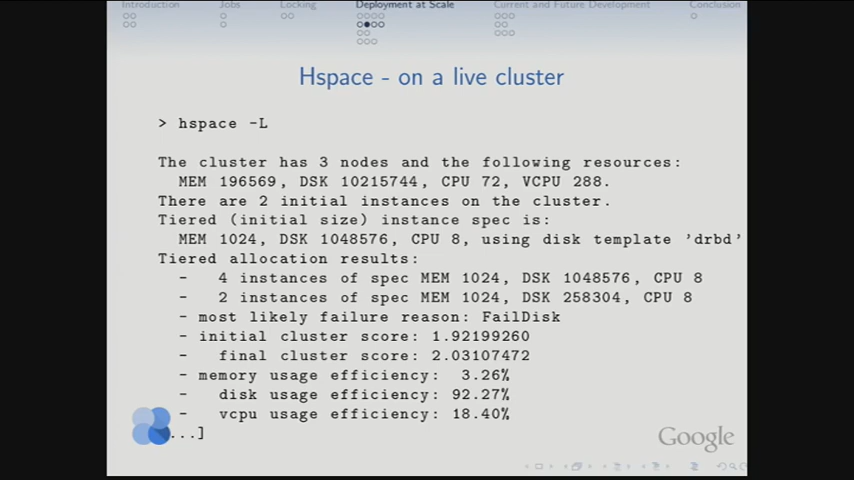 Introduction Jobs Locking Deployment at Scale Current and Future Development Conclusion
Hspace - on a live cluster
> hspace -L
The cluster has 3 nodes and the following resources:
MEM 196569, DSK 10215744, CPU 72, VCPU 288.
There are 2 initial instances on the cluster.
Tiered (initial size) instance spec is:
MEM 1024, DSK 1048576, CPU 8, using disk template 'drbd'
Tiered allocation results:
- 4 instances of spec MEM 1024, DSK 1048576, CPU 8
- 2 instances of spec MEM 1024, DSK 258304, CPU 8
- most likely failure reason: FailDisk
- initial cluster score: 1.92199260
- final cluster score: 2.03107472
- memory usage efficiency: 3.26%
- disk usage efficiency: 92.27%
- vcpu usage efficiency: 18.40%
...]
Google